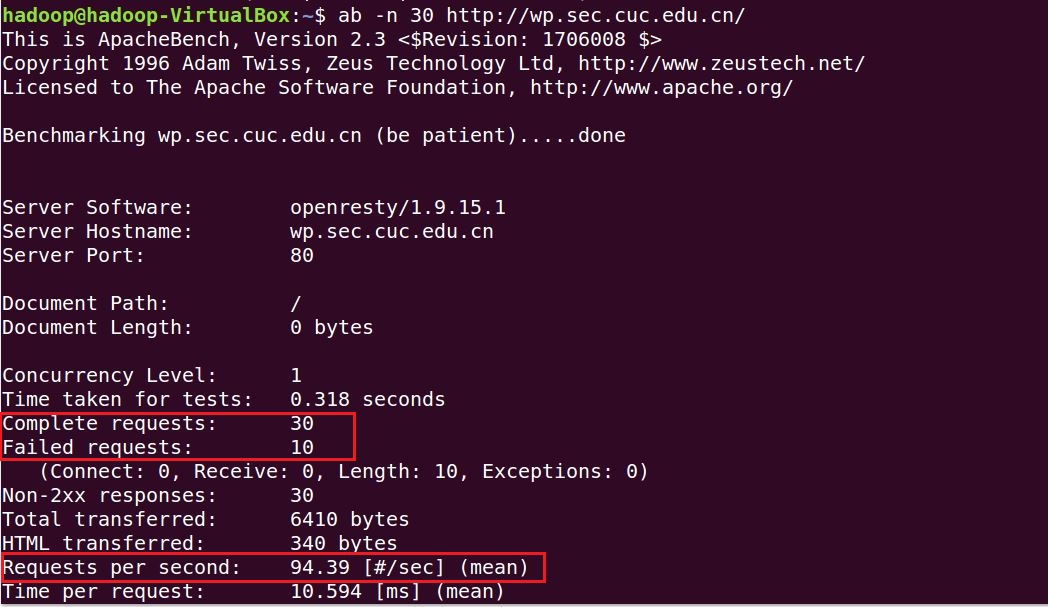 hadoop@hadoop-VirtualBox:~$ ab -n 30 http://wp.sec.cuc.edu.cn/
This is ApacheBench, Version 2.3 <$Revision: 1706008 $>
Copyright 1996 Adam Twiss, Zeus Technology Ltd, http://www.zeustech.net/
Licensed to The Apache Software Foundation, http://www.apache.org/
Benchmarking wp.sec.cuc.edu.cn (be patient).....done
Server Software:        openresty/1.9.15.1
Server Hostname:        wp.sec.cuc.edu.cn
Server Port:            80
Document Path:          /
Document Length:        0 bytes
Concurrency Level:      1
Time taken for tests:   0.318 seconds
Complete requests:      30
Failed requests:        10
   (Connect: 0, Receive: 0, Length: 10, Exceptions: 0)
Non-2xx responses:      30
Total transferred:      6410 bytes
HTML transferred:       340 bytes
Requests per second:    94.39 [#/sec] (mean)
Time per request:       10.594 [ms] (mean)